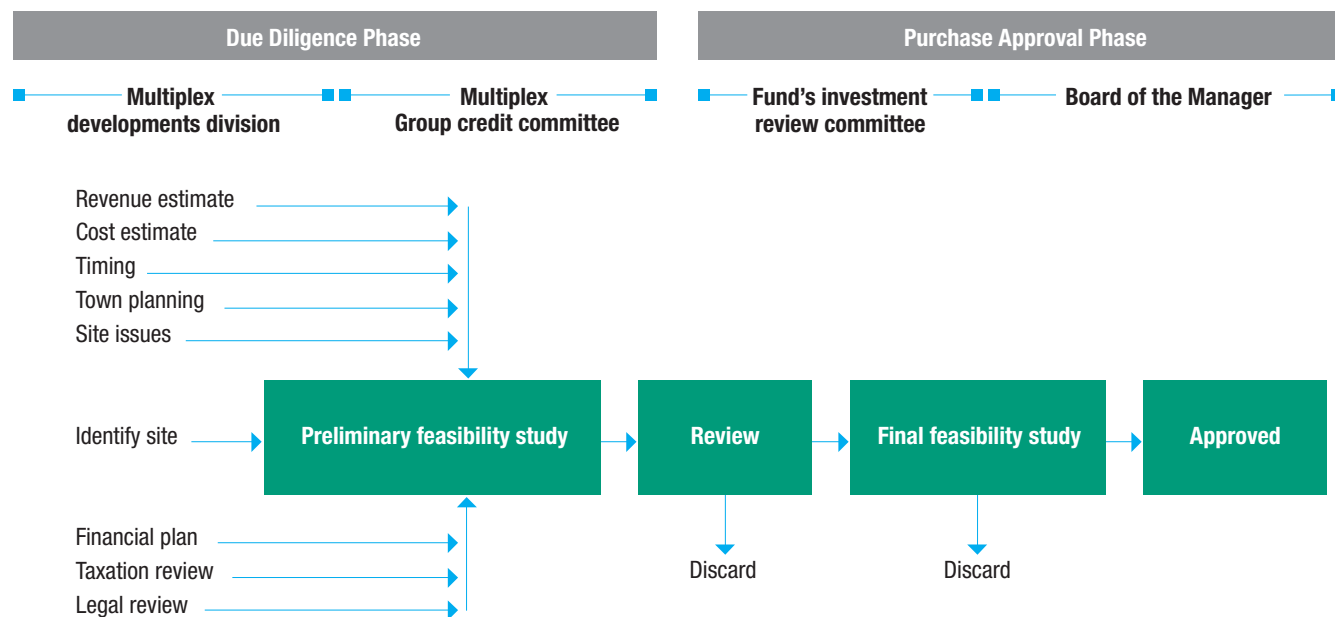 Due Diligence Phase
Purchase Approval Phase
Multiplex
developments division
Multiplex
Group credit committee
Fund's investment
review committee
Board of the Manager
Revenue estimate
Cost estimate
Timing
Town planning
Site issues
Identify site
Preliminary feasibility study
Review
Final feasibility study
Approved
Financial plan
Taxation review
Legal review
Discard
Discard